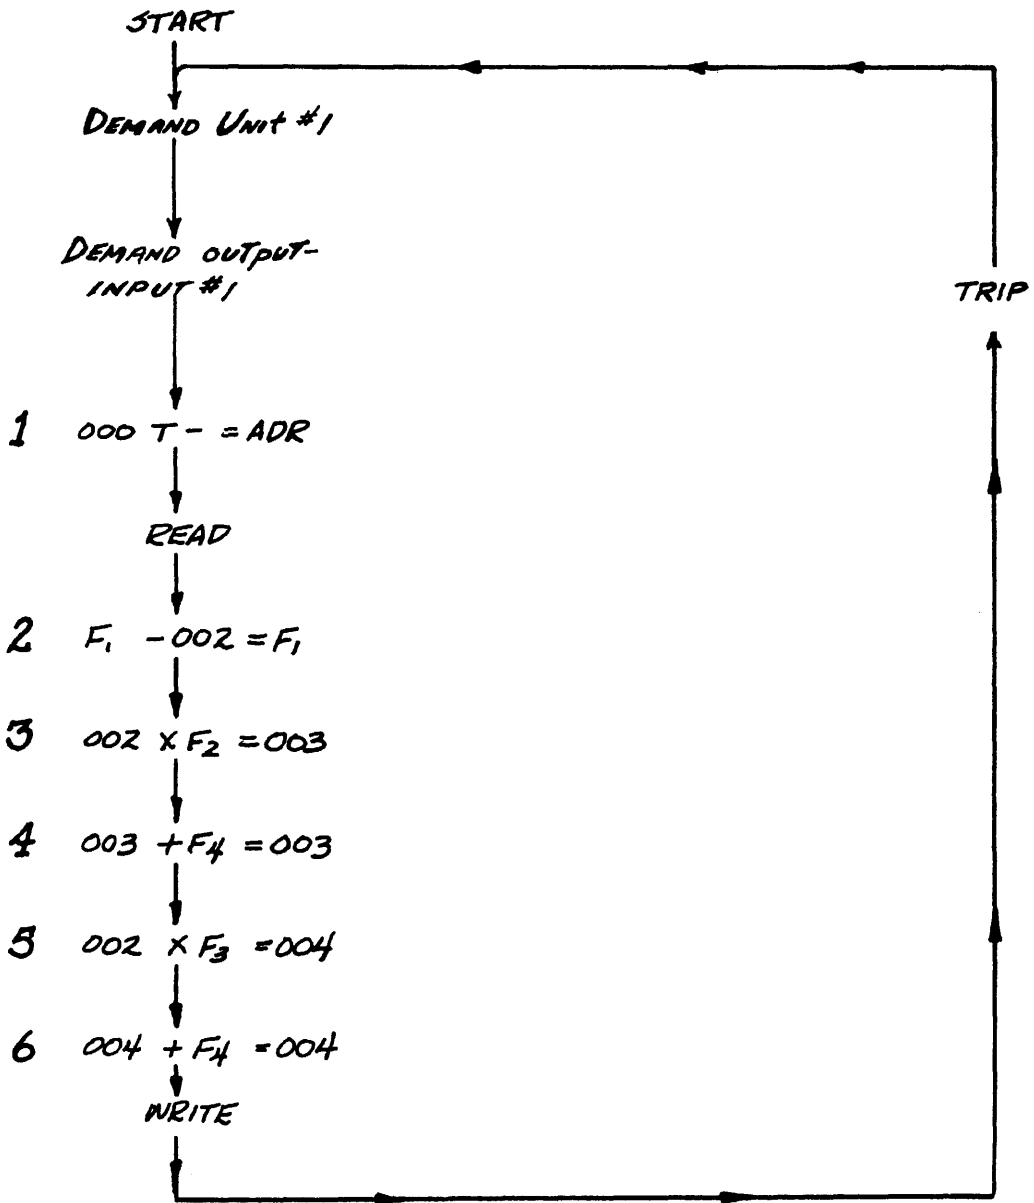 START
DEMAND UNIT #1
DEMAND OUTPUT-
INPUT #1
TRIP
1 000 T - = ADR
READ
2 F1 - 002 = F1
3 002 X F2 = 003
4 003 + F4 = 003
5 002 X F3 = 004
6 004 + F4 = 004
WRITE